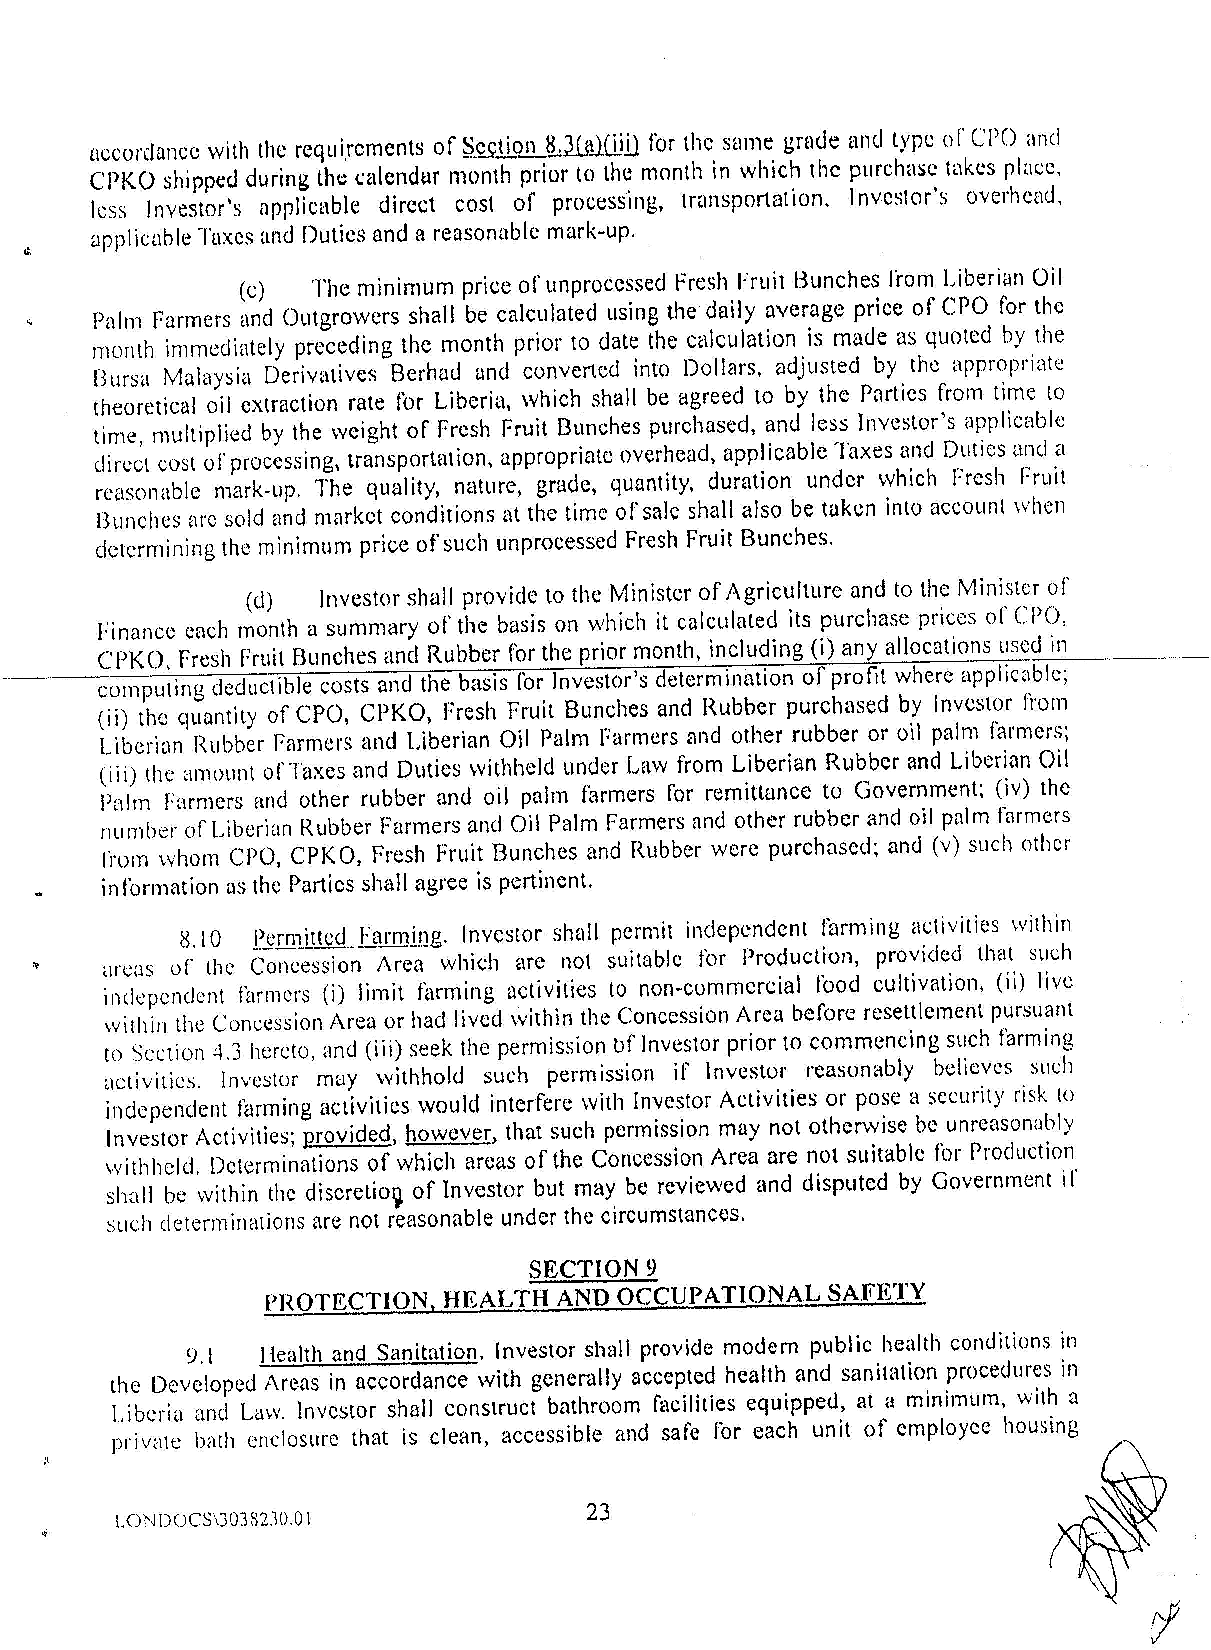 accordance with the requirements of Section 8.3(a)(iii) for the same grade and type of CPO and
CPKO shipped during the calendar month prior to the month in which the purchase takes place,
less Investor's applicable direct cost of processing, transportation, Investor's overhead,
applicable Taxes and Duties and a reasonable mark-up.
(c) The minimum price of unprocessed Fresh Fruit Bunches from Liberian Oil
Palm Farmers and Outgrowers shall be calculated using the daily average price of CPO for the
month immediately preceding the month prior to date the calculation is made as quoted by the
Bursa Malaysia Derivatives Berhad and converted into Dollars, adjusted by the appropriate
theoretical oil extraction rate for Liberia, which shall be agreed to by the Parties from time to
time, multiplied by the weight of Fresh Fruit Bunches purchased, and less Investor's applicable
direct cost of processing, transportation, appropriate overhead, applicable Taxes and Duties and a
reasonable mark-up. The quality, nature, grade, quantity, duration under which Fresh Fruit
Bunches are sold and market conditions at the time of sale shall also be taken into account when
determining the minimum price of such unprocessed Fresh Fruit Bunches.
(d) Investor shall provide to the Minister of Agriculture and to the Minister of
Finance each month a summary of the basis on which it calculated its purchase prices of CPO,
CPKO, Fresh Fruit Bunches and Rubber for the prior month, including (i) any allocations used in
computing deductible costs and the basis for Investor's determination of profit where applicable;
(ii) the quantity of CPO, CPKO, Fresh Fruit Bunches and Rubber purchased by Investor from
Liberian Rubber Farmers and Liberian Oil Palm Farmers and other rubber or oil palm farmers;
(iii) the amount of Taxes and Duties withheld under Law from Liberian Rubber and Liberian Oil
Palm Farmers and other rubber and oil palm farmers for remittance to Government; (iv) the
number of Liberian Rubber Farmers and Oil Palm Farmers and other rubber and oil palm farmers
from whom CPO, CPKO, Fresh Fruit Bunches and Rubber were purchased; and (v) such other
information as the Parties shall agree is pertinent.
8.10 Permitted Farming. Investor shall permit independent farming activities within
areas of the Concession Area which are not suitable for Production, provided that such
independent farmers (i) limit farming activities to non-commercial food cultivation, (ii) live
within the Concession Area or had lived within the Concession Area before resettlement pursuant
to Section 4.3 hereto, and (iii) seek the permission of Investor prior to commencing such farming
activities. Investor may withhold such permission if Investor reasonably believes such
independent farming activities would interfere with Investor Activities or pose a security risk to
Investor Activities; provided, however, that such permission may not otherwise be unreasonably
withheld. Determinations of which areas of the Concession Area are not suitable for Production
shall be within the discretion of Investor but may be reviewed and disputed by Government if
such determinations are not reasonable under the circumstances.
SECTION 9
PROTECTION, HEALTH AND OCCUPATIONAL SAFETY
9.1 Health and Sanitation. Investor shall provide modern public health conditions in
the Developed Areas in accordance with generally accepted health and sanitation procedures in
Liberia and Law. Investor shall construct bathroom facilities equipped, at a minimum, with a
private bath enclosure that is clean, accessible and safe for each unit of employee housing
LONDOCS\3038230.01
23